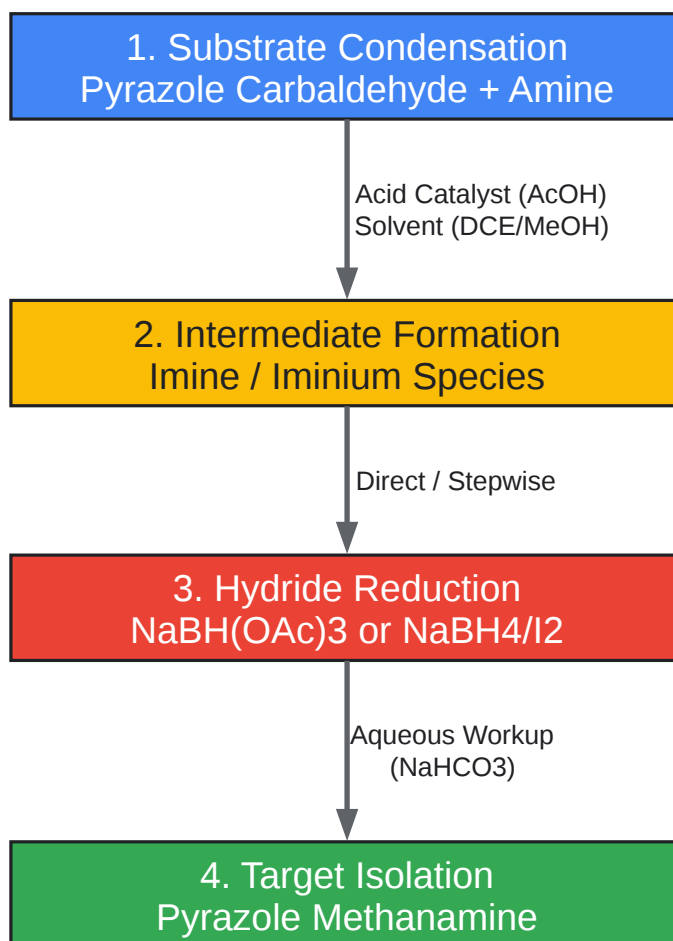 1. Substrate Condensation
Pyrazole Carbaldehyde + Amine
Acid Catalyst (AcOH)
Solvent (DCE/MeOH)
2. Intermediate Formation
Imine / Iminium Species
Direct / Stepwise
3. Hydride Reduction
NaBH(OAc)3 or NaBH4/I2
Aqueous Workup
(NaHCO3)
4. Target Isolation
Pyrazole Methanamine